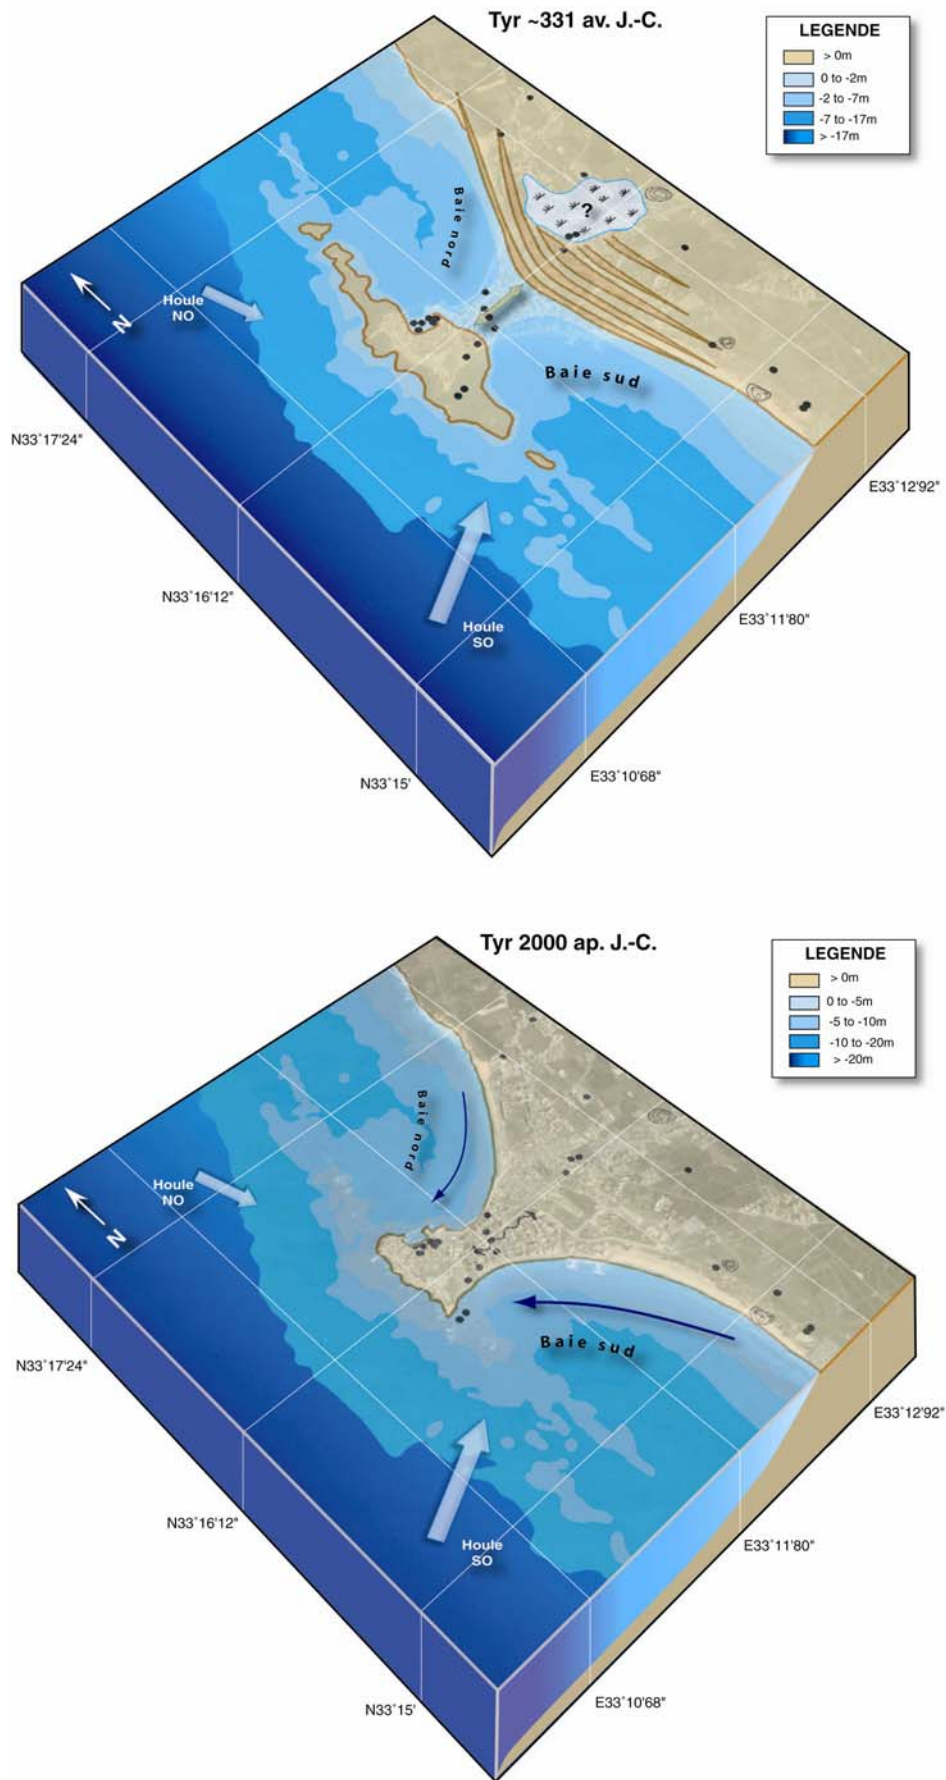 Tyr ~331 av. J.-C.
LEGENDE
> 0m
0 to -2m
-2 to -7m
-7 to -17m
> -17m
Baie nord
?
Houle
NO
N
Baie sud
Houle
SO
N33°17'24"
N33°16'12"
N33°15'
E33°10'68"
E33°11'80"
E33°12'92"
Tyr 2000 ap. J.-C.
LEGENDE
> 0m
0 to -5m
-5 to -10m
-10 to -20m
> -20m
Baie nord
Houle
NO
N
Baie sud
Houle
SO
N33°17'24"
N33°16'12"
N33°15'
E33°10'68"
E33°11'80"
E33°12'92"